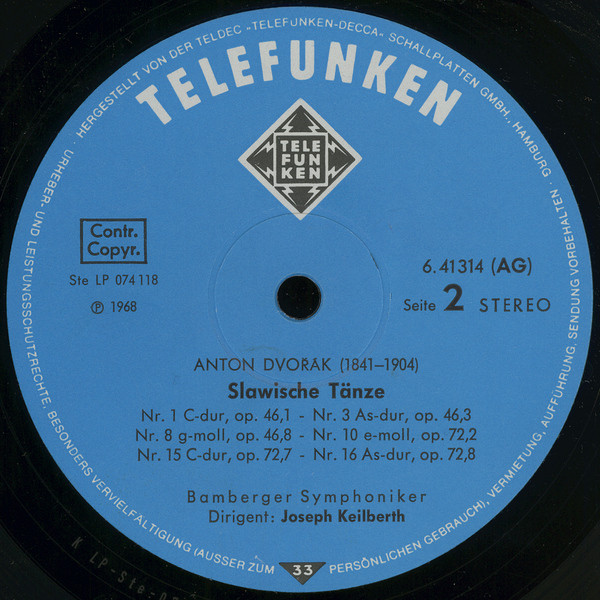 HERGESTELLT VON DER TELDEC „TELEFUNKEN-DECCA" SCHALLPLATTEN GMBH., HAMBURG ·
TELEFUNKEN
TELE
FUN
KEN
Contr.
Copyr.
Ste LP 074118
Ⓟ 1968
6.41314 (AG)
Seite 2 STEREO
ANTON DVOŘÁK (1841–1904)
Slawische Tänze
Nr. 1 C-dur, op. 46,1 - Nr. 3 As-dur, op. 46,3
Nr. 8 g-moll, op. 46,8 - Nr. 10 e-moll, op. 72,2
Nr. 15 C-dur, op. 72,7 - Nr. 16 As-dur, op. 72,8
Bamberger Symphoniker
Dirigent: Joseph Keilberth
URHEBER- UND LEISTUNGSSCHUTZRECHTE, BESONDERS VERVIELFÄLTIGUNG (AUSSER ZUM PERSÖNLICHEN GEBRAUCH), VERMIETUNG, AUFFÜHRUNG, SENDUNG VORBEHALTEN ·
33